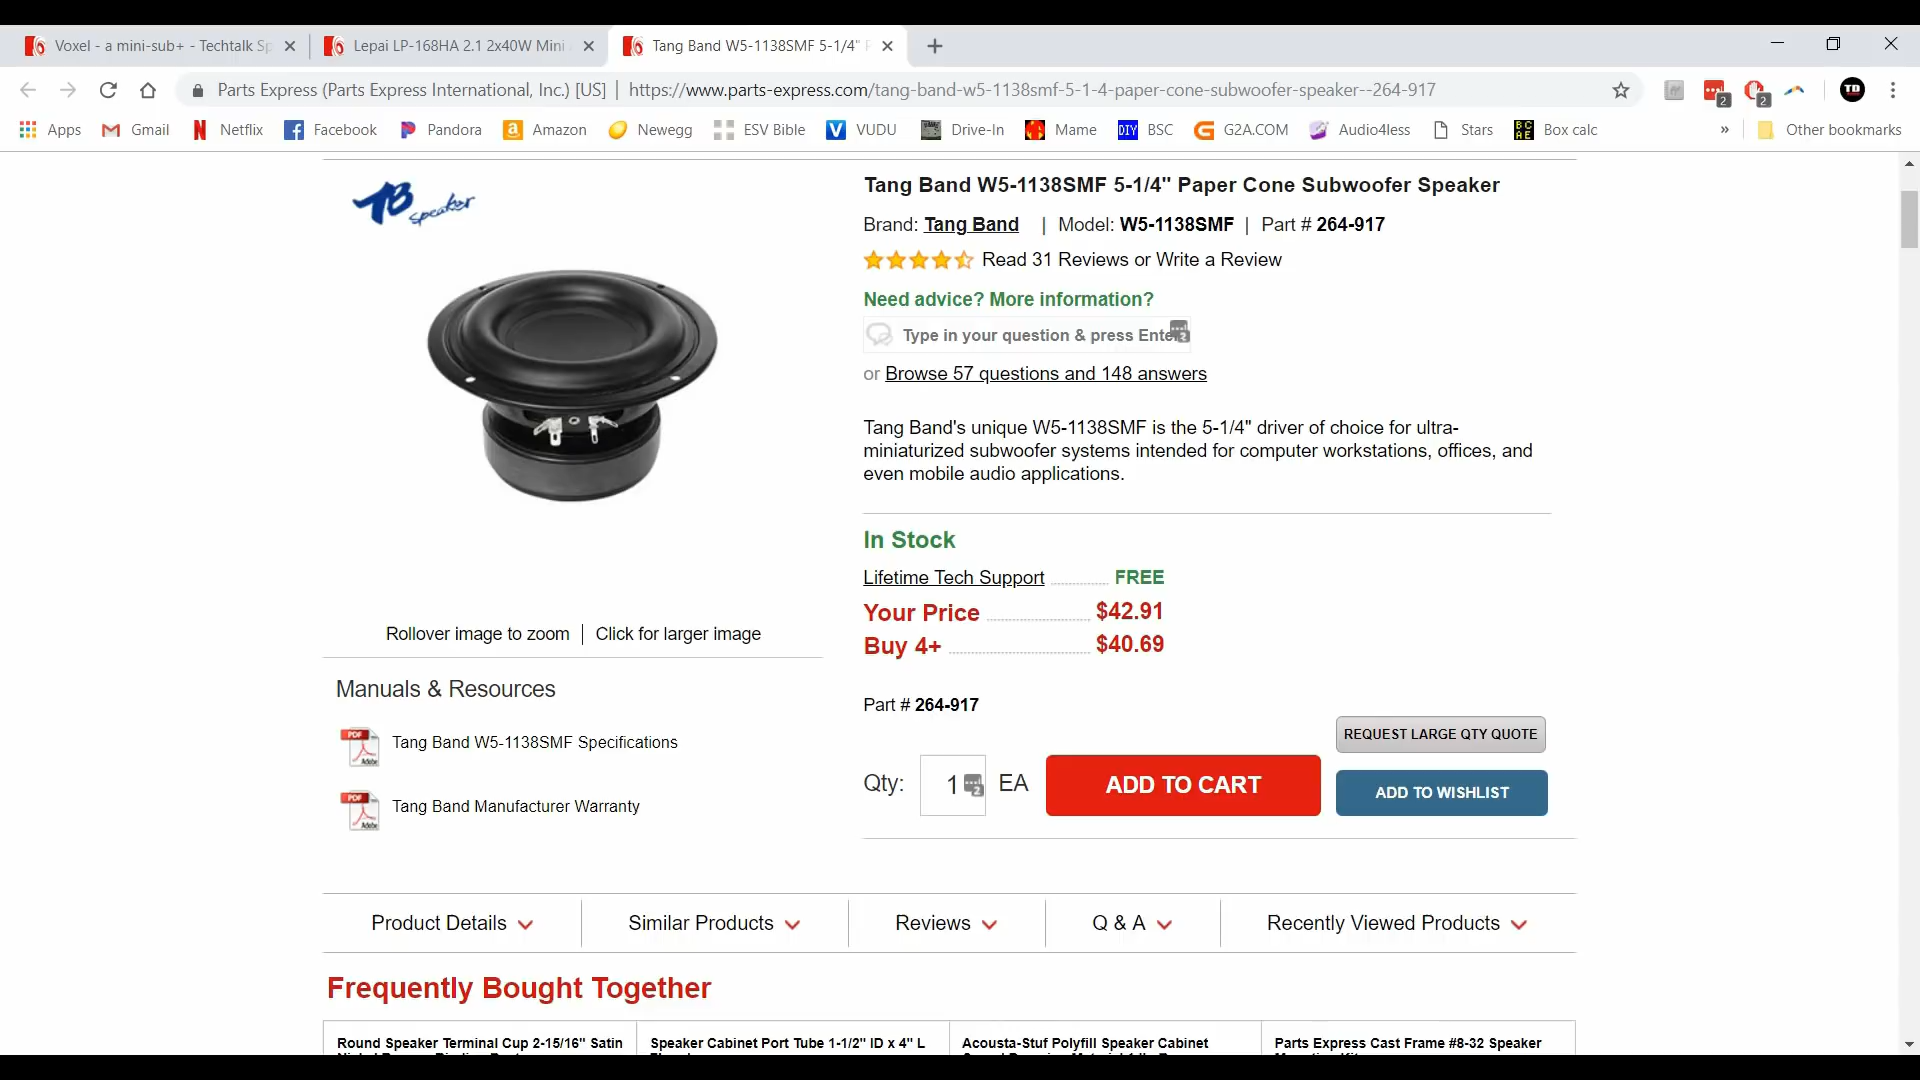 Voxel - a mini-sub+ - Techtalk Sp
Lepai LP-168HA 2.1 2x40W Mini
Tang Band W5-1138SMF 5-1/4"
Parts Express (Parts Express International, Inc.) [US] | https://www.parts-express.com/tang-band-w5-1138smf-5-1-4-paper-cone-subwoofer-speaker--264-917
2
2
TD
Apps
Gmail
Netflix
Facebook
Pandora
Amazon
Newegg
ESV Bible
VUDU
Drive-In
Mame
DIY
BSC
G2A.COM
Audio4less
Stars
Box calc
»
Other bookmarks
TB speaker
Tang Band W5-1138SMF 5-1/4" Paper Cone Subwoofer Speaker
Brand: Tang Band | Model: W5-1138SMF | Part # 264-917
Read 31 Reviews or Write a Review
Need advice? More information?
Type in your question & press Enter
or Browse 57 questions and 148 answers
Tang Band's unique W5-1138SMF is the 5-1/4" driver of choice for ultra-
miniaturized subwoofer systems intended for computer workstations, offices, and
even mobile audio applications.
In Stock
Lifetime Tech Support FREE
Your Price $42.91
Buy 4+ $40.69
Rollover image to zoom | Click for larger image
Manuals & Resources
PDF Adobe
Tang Band W5-1138SMF Specifications
PDF Adobe
Tang Band Manufacturer Warranty
Part # 264-917
Qty: 1 EA
ADD TO CART
REQUEST LARGE QTY QUOTE
ADD TO WISHLIST
Product Details
Similar Products
Reviews
Q & A
Recently Viewed Products
Frequently Bought Together
Round Speaker Terminal Cup 2-15/16" Satin
Speaker Cabinet Port Tube 1-1/2" ID x 4" L
Acousta-Stuf Polyfill Speaker Cabinet
Parts Express Cast Frame #8-32 Speaker